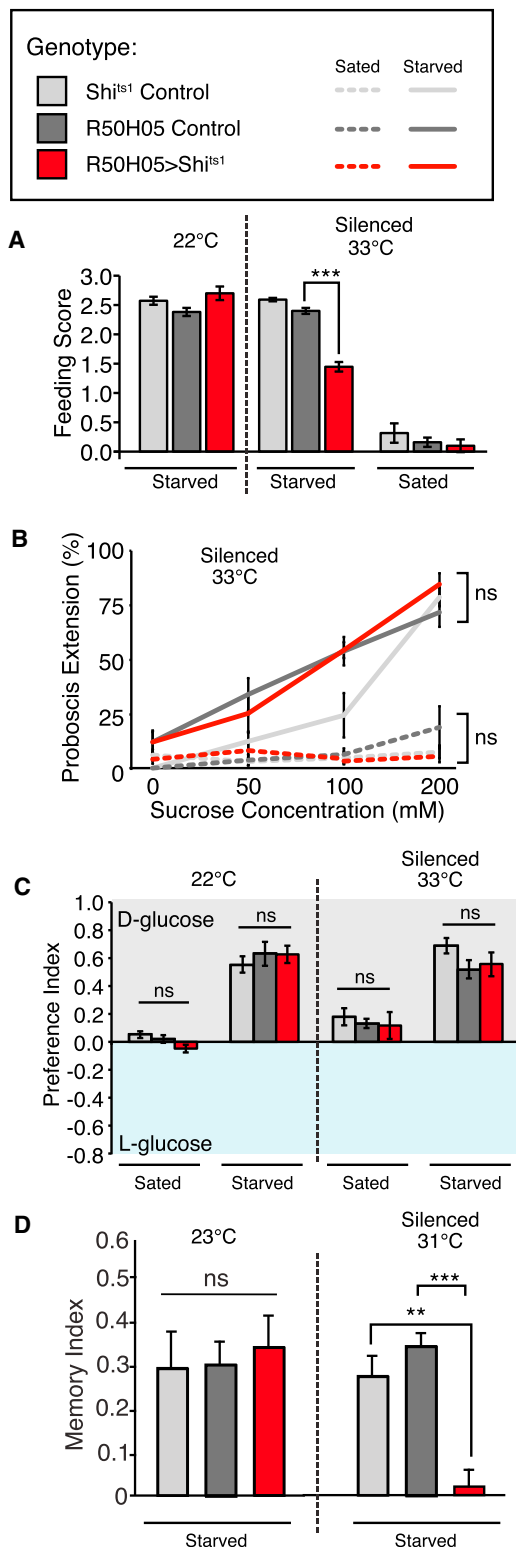 Genotype:
Sated Starved
Shiᵗˢ¹ Control
R50H05 Control
R50H05>Shiᵗˢ¹
A
22°C
Silenced
33°C
***
Feeding Score
3.0
2.5
2.0
1.5
1.0
0.5
0.0
Starved Starved Sated
B
Silenced
33°C
Proboscis Extension (%)
100
75
50
25
0
ns
ns
0 50 100 200
Sucrose Concentration (mM)
C
22°C
Silenced
33°C
Preference Index
1.0
0.8
0.6
0.4
0.2
0.0
-0.2
-0.4
-0.6
-0.8
D-glucose
ns
ns
ns
ns
L-glucose
Sated Starved Sated Starved
D
23°C
Silenced
31°C
Memory Index
0.6
0.5
0.4
0.3
0.2
0.1
0
ns
***
**
Starved Starved